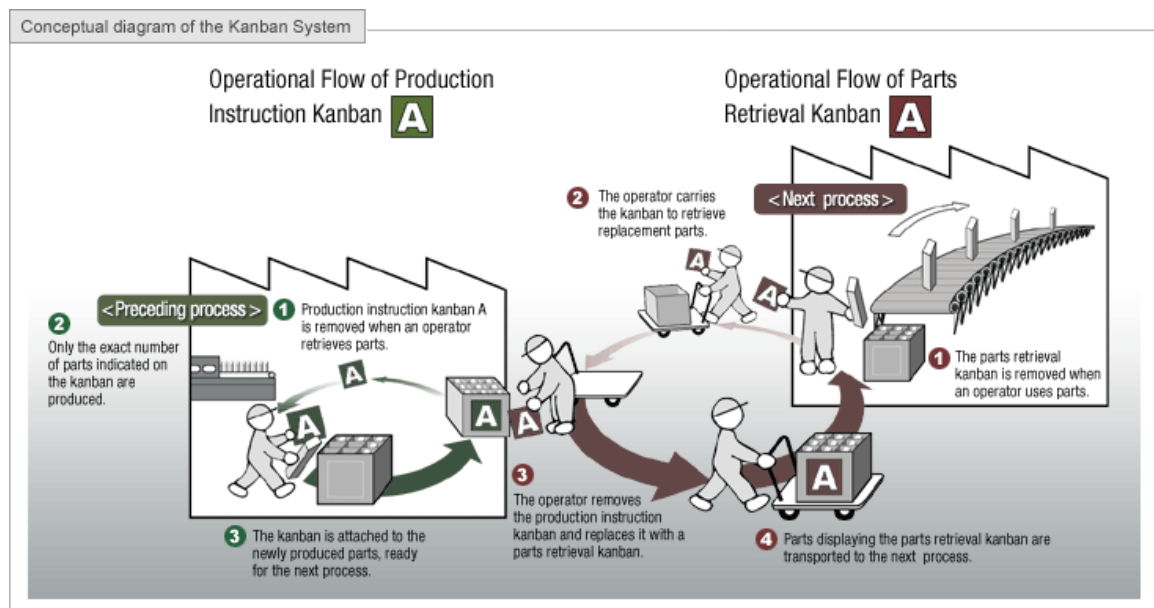 Conceptual diagram of the Kanban System
Operational Flow of Production
Instruction Kanban A
Operational Flow of Parts
Retrieval Kanban A
<Preceding process>
1 Production instruction kanban A
is removed when an operator
retrieves parts.
2
Only the exact number
of parts indicated on
the kanban are
produced.
A
A
A
A
3 The kanban is attached to the
newly produced parts, ready
for the next process.
<Next process>
1 The parts retrieval
kanban is removed when
an operator uses parts.
2 The operator carries
the kanban to retrieve
replacement parts.
A
A
3
The operator removes
the production instruction
kanban and replaces it with a
parts retrieval kanban.
A
4 Parts displaying the parts retrieval kanban are
transported to the next process.